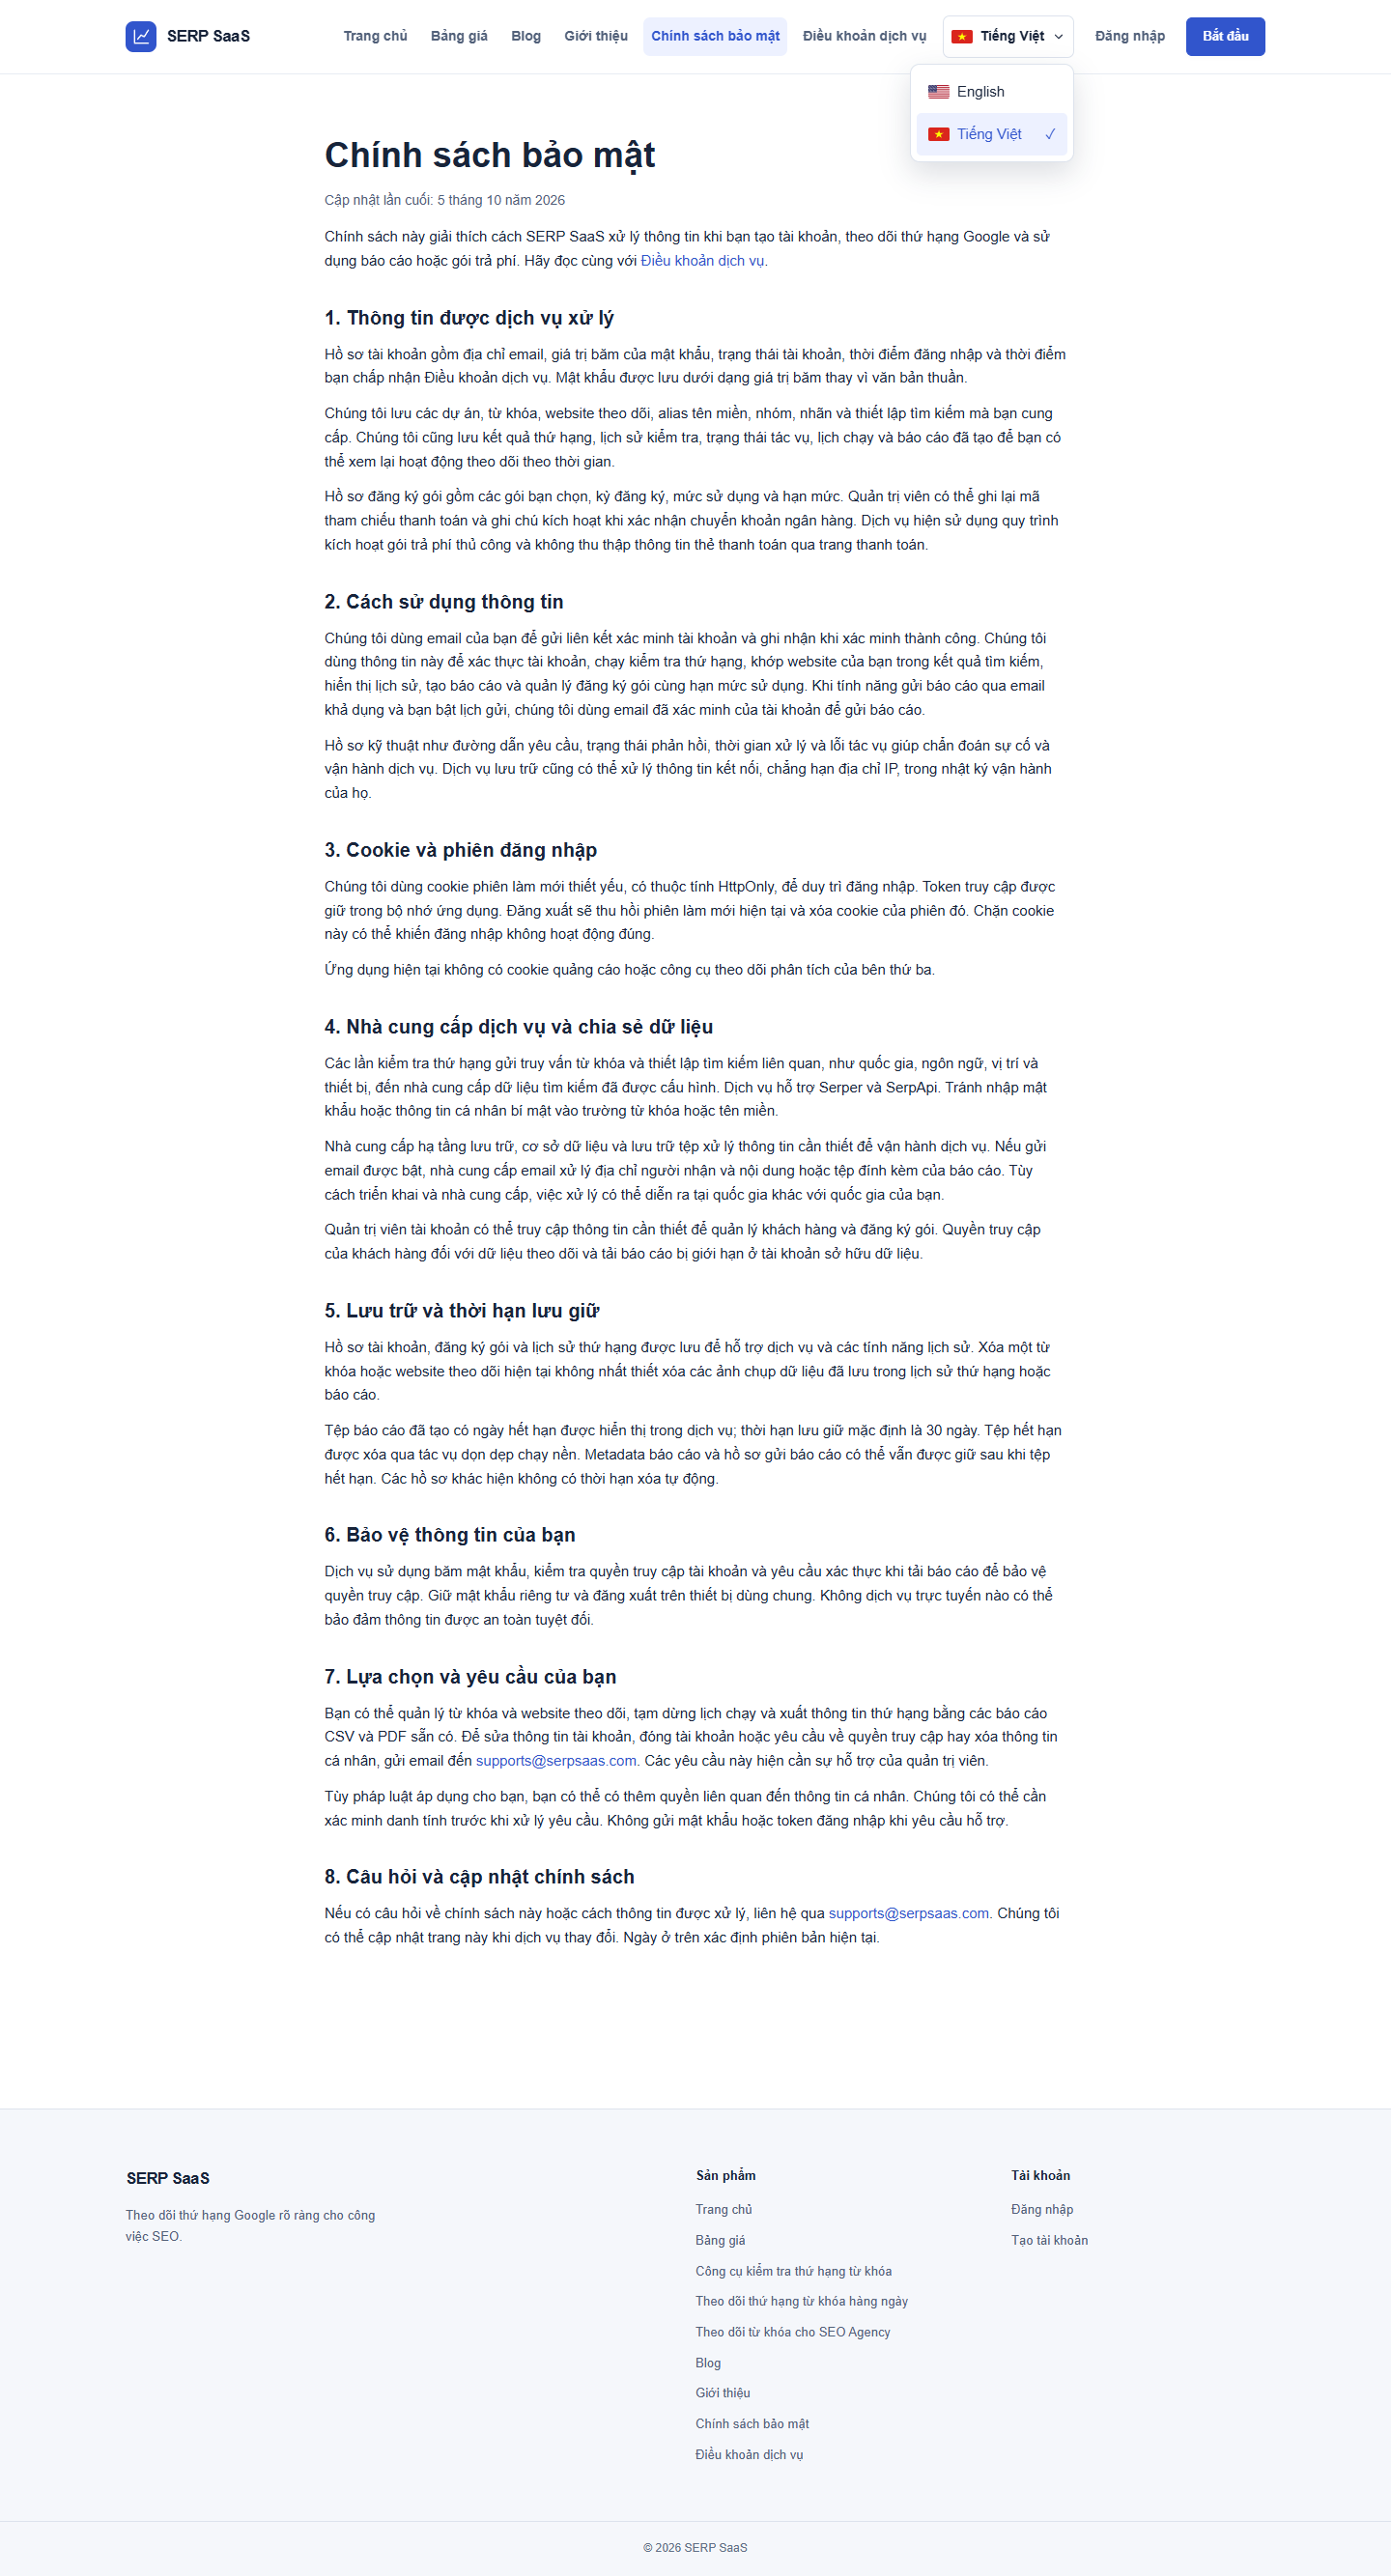 SERP SaaS
Trang chủ
Bảng giá
Blog
Giới thiệu
Chính sách bảo mật
Điều khoản dịch vụ
Tiếng Việt
Đăng nhập
Bắt đầu
English
Tiếng Việt
Chính sách bảo mật
Cập nhật lần cuối: 5 tháng 10 năm 2026
Chính sách này giải thích cách SERP SaaS xử lý thông tin khi bạn tạo tài khoản, theo dõi thứ hạng Google và sử
dụng báo cáo hoặc gói trả phí. Hãy đọc cùng với Điều khoản dịch vụ.
1. Thông tin được dịch vụ xử lý
Hồ sơ tài khoản gồm địa chỉ email, giá trị băm của mật khẩu, trạng thái tài khoản, thời điểm đăng nhập và thời điểm
bạn chấp nhận Điều khoản dịch vụ. Mật khẩu được lưu dưới dạng giá trị băm thay vì văn bản thuần.
Chúng tôi lưu các dự án, từ khóa, website theo dõi, alias tên miền, nhóm, nhãn và thiết lập tìm kiếm mà bạn cung
cấp. Chúng tôi cũng lưu kết quả thứ hạng, lịch sử kiểm tra, trạng thái tác vụ, lịch chạy và báo cáo đã tạo để bạn có
thể xem lại hoạt động theo dõi theo thời gian.
Hồ sơ đăng ký gói gồm các gói bạn chọn, kỳ đăng ký, mức sử dụng và hạn mức. Quản trị viên có thể ghi lại mã
tham chiếu thanh toán và ghi chú kích hoạt khi xác nhận chuyển khoản ngân hàng. Dịch vụ hiện sử dụng quy trình
kích hoạt gói trả phí thủ công và không thu thập thông tin thẻ thanh toán qua trang thanh toán.
2. Cách sử dụng thông tin
Chúng tôi dùng email của bạn để gửi liên kết xác minh tài khoản và ghi nhận khi xác minh thành công. Chúng tôi
dùng thông tin này để xác thực tài khoản, chạy kiểm tra thứ hạng, khớp website của bạn trong kết quả tìm kiếm,
hiển thị lịch sử, tạo báo cáo và quản lý đăng ký gói cùng hạn mức sử dụng. Khi tính năng gửi báo cáo qua email
khả dụng và bạn bật lịch gửi, chúng tôi dùng email đã xác minh của tài khoản để gửi báo cáo.
Hồ sơ kỹ thuật như đường dẫn yêu cầu, trạng thái phản hồi, thời gian xử lý và lỗi tác vụ giúp chẩn đoán sự cố và
vận hành dịch vụ. Dịch vụ lưu trữ cũng có thể xử lý thông tin kết nối, chẳng hạn địa chỉ IP, trong nhật ký vận hành
của họ.
3. Cookie và phiên đăng nhập
Chúng tôi dùng cookie phiên làm mới thiết yếu, có thuộc tính HttpOnly, để duy trì đăng nhập. Token truy cập được
giữ trong bộ nhớ ứng dụng. Đăng xuất sẽ thu hồi phiên làm mới hiện tại và xóa cookie của phiên đó. Chặn cookie
này có thể khiến đăng nhập không hoạt động đúng.
Ứng dụng hiện tại không có cookie quảng cáo hoặc công cụ theo dõi phân tích của bên thứ ba.
4. Nhà cung cấp dịch vụ và chia sẻ dữ liệu
Các lần kiểm tra thứ hạng gửi truy vấn từ khóa và thiết lập tìm kiếm liên quan, như quốc gia, ngôn ngữ, vị trí và
thiết bị, đến nhà cung cấp dữ liệu tìm kiếm đã được cấu hình. Dịch vụ hỗ trợ Serper và SerpApi. Tránh nhập mật
khẩu hoặc thông tin cá nhân bí mật vào trường từ khóa hoặc tên miền.
Nhà cung cấp hạ tầng lưu trữ, cơ sở dữ liệu và lưu trữ tệp xử lý thông tin cần thiết để vận hành dịch vụ. Nếu gửi
email được bật, nhà cung cấp email xử lý địa chỉ người nhận và nội dung hoặc tệp đính kèm của báo cáo. Tùy
cách triển khai và nhà cung cấp, việc xử lý có thể diễn ra tại quốc gia khác với quốc gia của bạn.
Quản trị viên tài khoản có thể truy cập thông tin cần thiết để quản lý khách hàng và đăng ký gói. Quyền truy cập
của khách hàng đối với dữ liệu theo dõi và tải báo cáo bị giới hạn ở tài khoản sở hữu dữ liệu.
5. Lưu trữ và thời hạn lưu giữ
Hồ sơ tài khoản, đăng ký gói và lịch sử thứ hạng được lưu để hỗ trợ dịch vụ và các tính năng lịch sử. Xóa một từ
khóa hoặc website theo dõi hiện tại không nhất thiết xóa các ảnh chụp dữ liệu đã lưu trong lịch sử thứ hạng hoặc
báo cáo.
Tệp báo cáo đã tạo có ngày hết hạn được hiển thị trong dịch vụ; thời hạn lưu giữ mặc định là 30 ngày. Tệp hết hạn
được xóa qua tác vụ dọn dẹp chạy nền. Metadata báo cáo và hồ sơ gửi báo cáo có thể vẫn được giữ sau khi tệp
hết hạn. Các hồ sơ khác hiện không có thời hạn xóa tự động.
6. Bảo vệ thông tin của bạn
Dịch vụ sử dụng băm mật khẩu, kiểm tra quyền truy cập tài khoản và yêu cầu xác thực khi tải báo cáo để bảo vệ
quyền truy cập. Giữ mật khẩu riêng tư và đăng xuất trên thiết bị dùng chung. Không dịch vụ trực tuyến nào có thể
bảo đảm thông tin được an toàn tuyệt đối.
7. Lựa chọn và yêu cầu của bạn
Bạn có thể quản lý từ khóa và website theo dõi, tạm dừng lịch chạy và xuất thông tin thứ hạng bằng các báo cáo
CSV và PDF sẵn có. Để sửa thông tin tài khoản, đóng tài khoản hoặc yêu cầu về quyền truy cập hay xóa thông tin
cá nhân, gửi email đến supports@serpsaas.com. Các yêu cầu này hiện cần sự hỗ trợ của quản trị viên.
Tùy pháp luật áp dụng cho bạn, bạn có thể có thêm quyền liên quan đến thông tin cá nhân. Chúng tôi có thể cần
xác minh danh tính trước khi xử lý yêu cầu. Không gửi mật khẩu hoặc token đăng nhập khi yêu cầu hỗ trợ.
8. Câu hỏi và cập nhật chính sách
Nếu có câu hỏi về chính sách này hoặc cách thông tin được xử lý, liên hệ qua supports@serpsaas.com. Chúng tôi
có thể cập nhật trang này khi dịch vụ thay đổi. Ngày ở trên xác định phiên bản hiện tại.
SERP SaaS
Theo dõi thứ hạng Google rõ ràng cho công
việc SEO.
Sản phẩm
Trang chủ
Bảng giá
Công cụ kiểm tra thứ hạng từ khóa
Theo dõi thứ hạng từ khóa hàng ngày
Theo dõi từ khóa cho SEO Agency
Blog
Giới thiệu
Chính sách bảo mật
Điều khoản dịch vụ
Tài khoản
Đăng nhập
Tạo tài khoản
© 2026 SERP SaaS